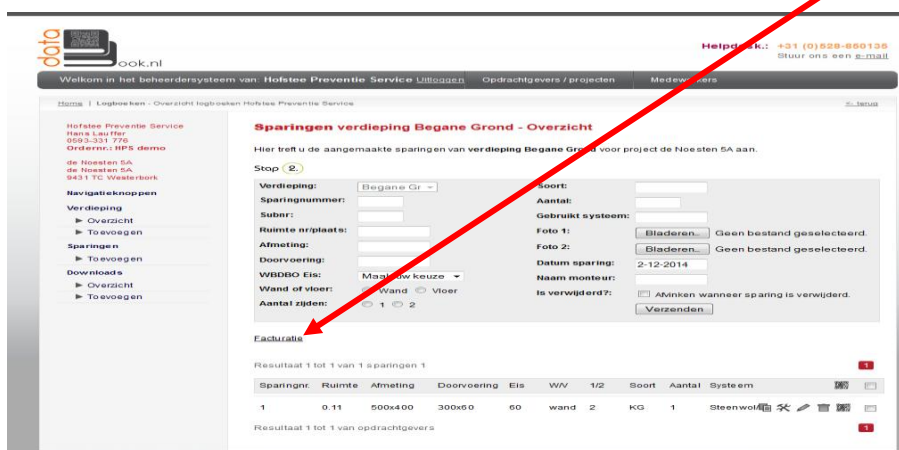 data
ook.nl
Helpdesk.: +31 (0)528-850135
Stuur ons een e-mail
Welkom in het beheerdersysteem van: Hofstee Preventie Service Uitloggen Opdrachtgevers / projecten Medewerkers
Home | Logboeken - Overzicht logboeken Hofstee Preventie Service
<- terug
Hofstee Preventie Service
Hans Lauffer
0593-331 776
Ordernr.: HPS demo
de Noesten 5A
de Noesten 5A
9431 TC Westerbork
Navigatieknoppen
Verdieping
Overzicht
Toevoegen
Sparingen
Toevoegen
Downloads
Overzicht
Toevoegen
Sparingen verdieping Begane Grond - Overzicht
Hier treft u de aangemaakte sparingen van verdieping Begane Grond voor project de Noesten 5A aan.
Stap 2.
Verdieping: Begane Gr
Sparingnummer:
Subnr:
Ruimte nr/plaats:
Afmeting:
Doorvoering:
WBDBO Eis: Maak uw keuze
Wand of vloer: Wand Vloer
Aantal zijden: 1 2
Soort:
Aantal:
Gebruikt systeem:
Foto 1: Bladeren... Geen bestand geselecteerd.
Foto 2: Bladeren... Geen bestand geselecteerd.
Datum sparing: 2-12-2014
Naam monteur:
Is verwijderd?: Afvinken wanneer sparing is verwijderd.
Verzenden
Facturatie
Resultaat 1 tot 1 van 1 sparingen 1
1
Sparingnr. Ruimte Afmeting Doorvoering Eis W/V 1/2 Soort Aantal Systeem
1 0.11 500x400 300x60 60 wand 2 KG 1 Steenwol
Resultaat 1 tot 1 van opdrachtgevers
1